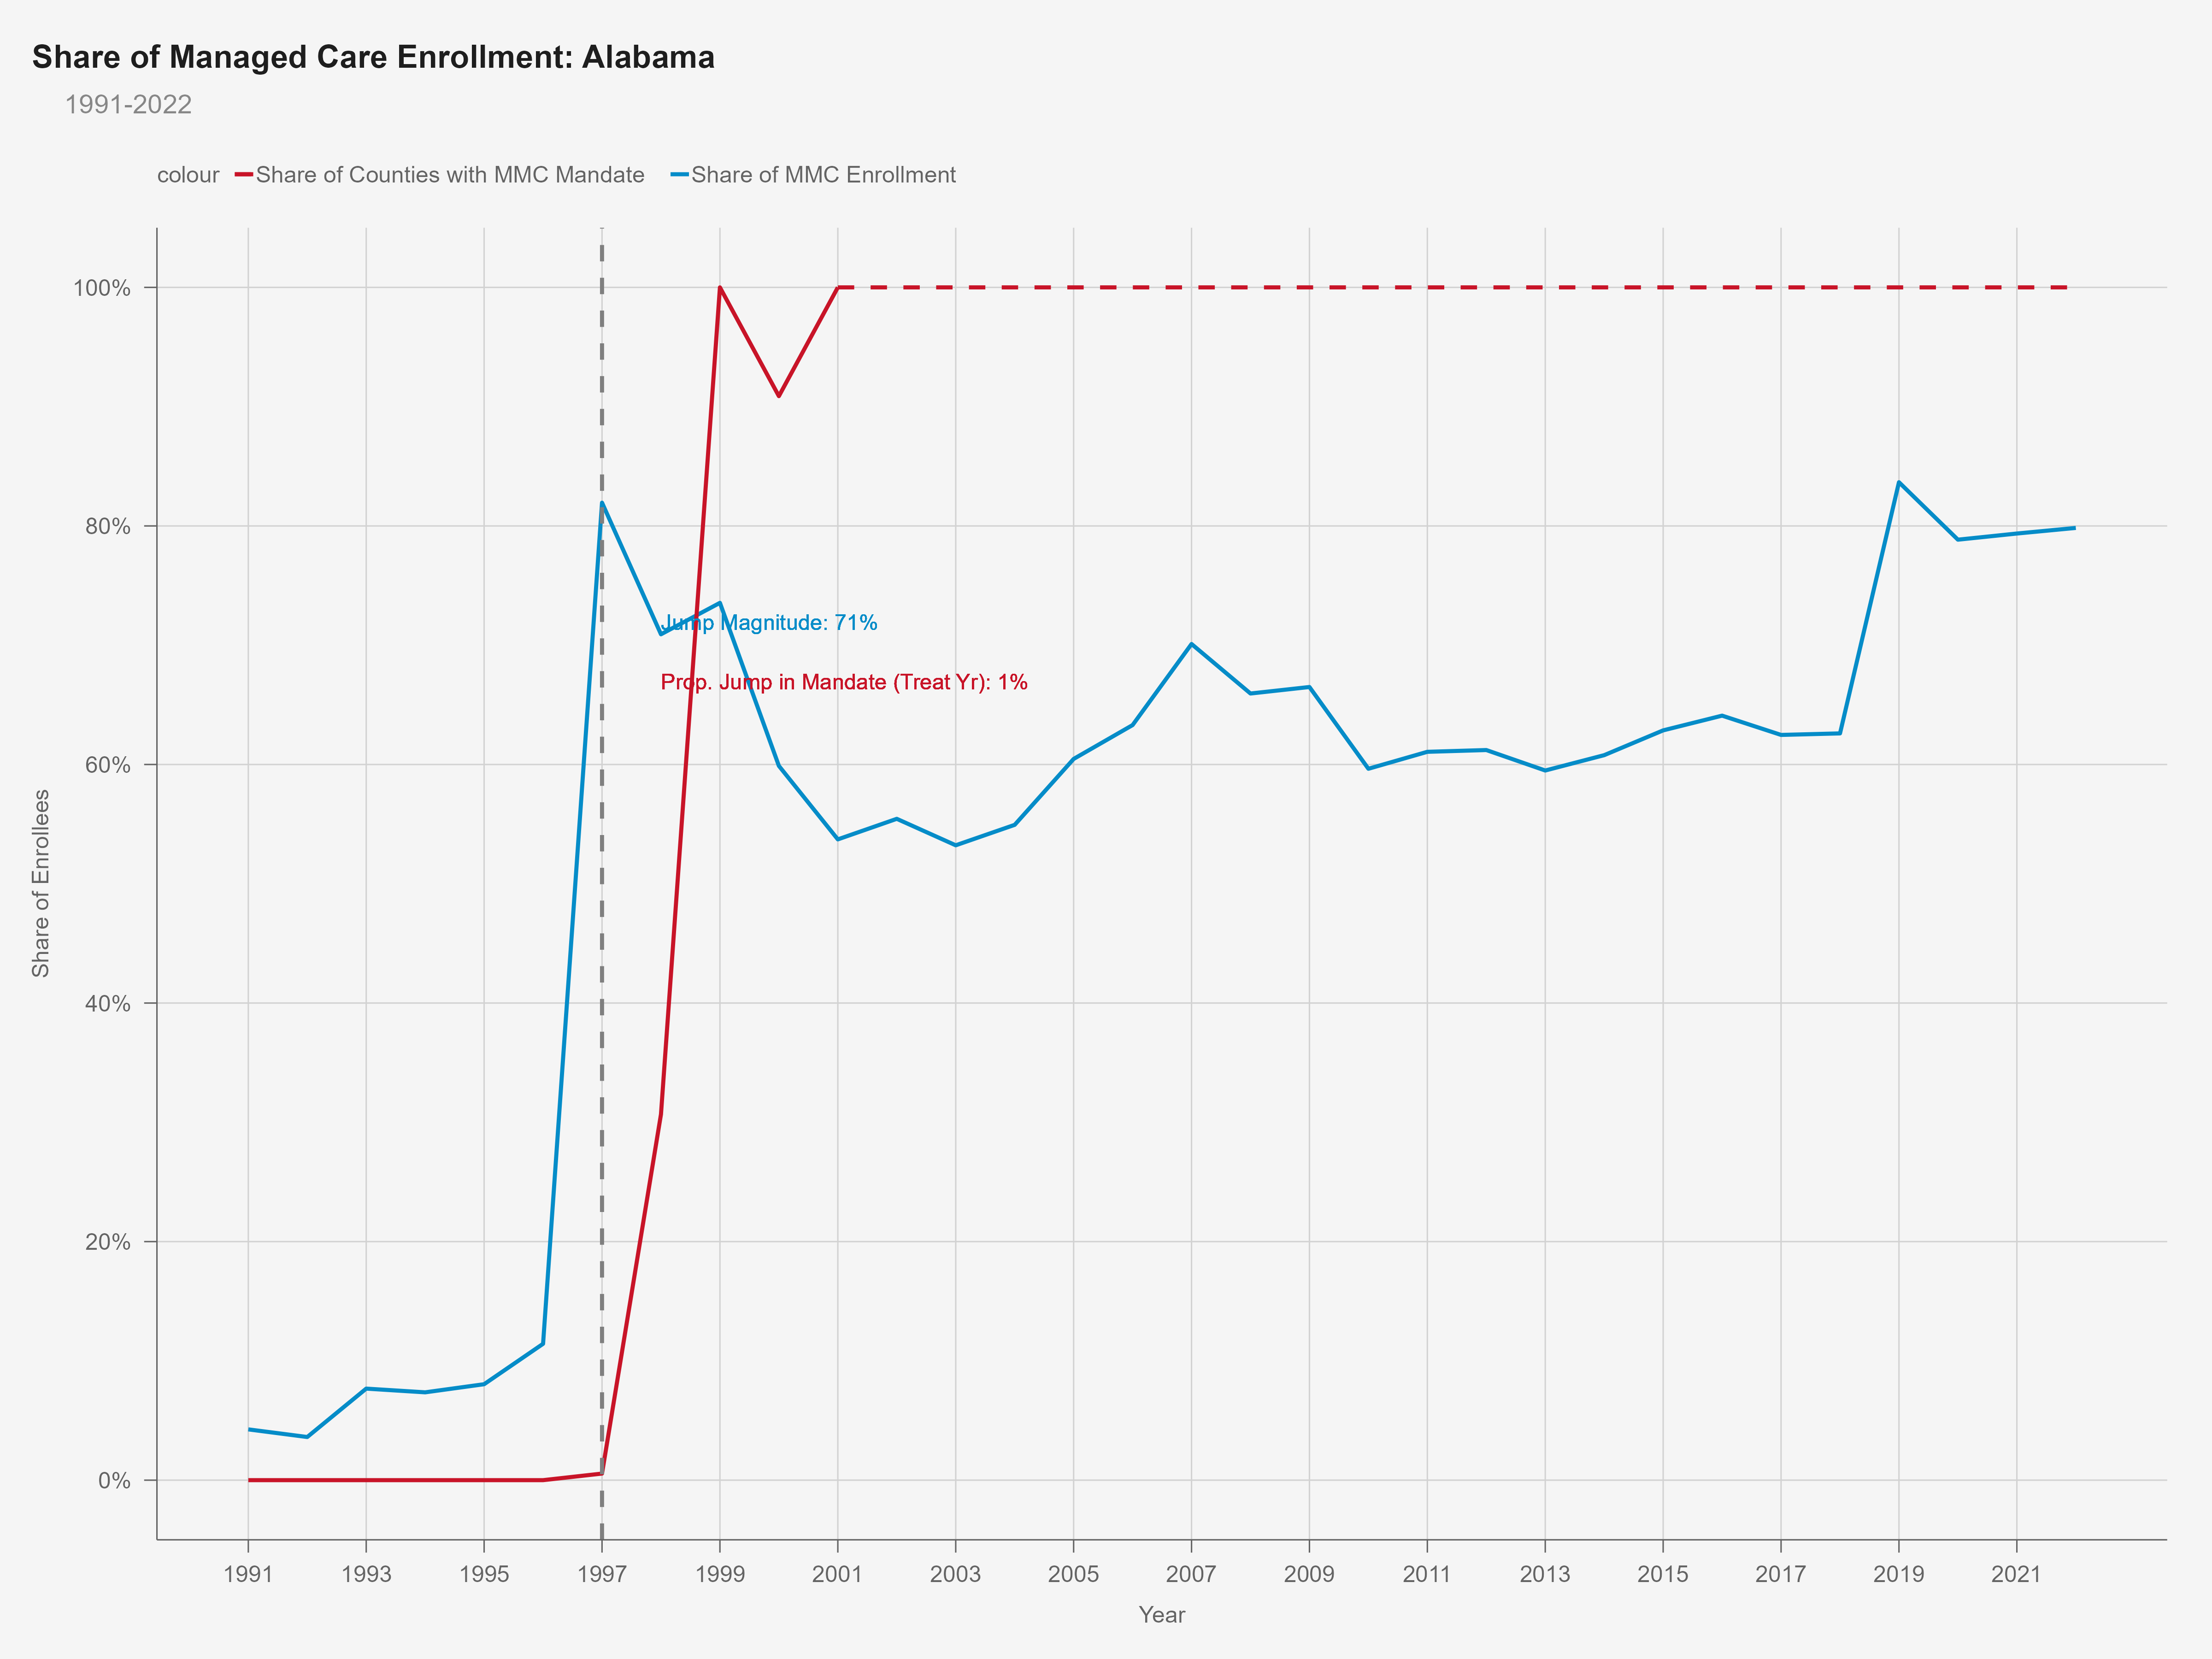 Share of Managed Care Enrollment: Alabama
1991-2022
colour Share of Counties with MMC Mandate Share of MMC Enrollment
100%
80%
60%
40%
20%
0%
Share of Enrollees
Jump Magnitude: 71%
Prop. Jump in Mandate (Treat Yr): 1%
1991 1993 1995 1997 1999 2001 2003 2005 2007 2009 2011 2013 2015 2017 2019 2021
Year